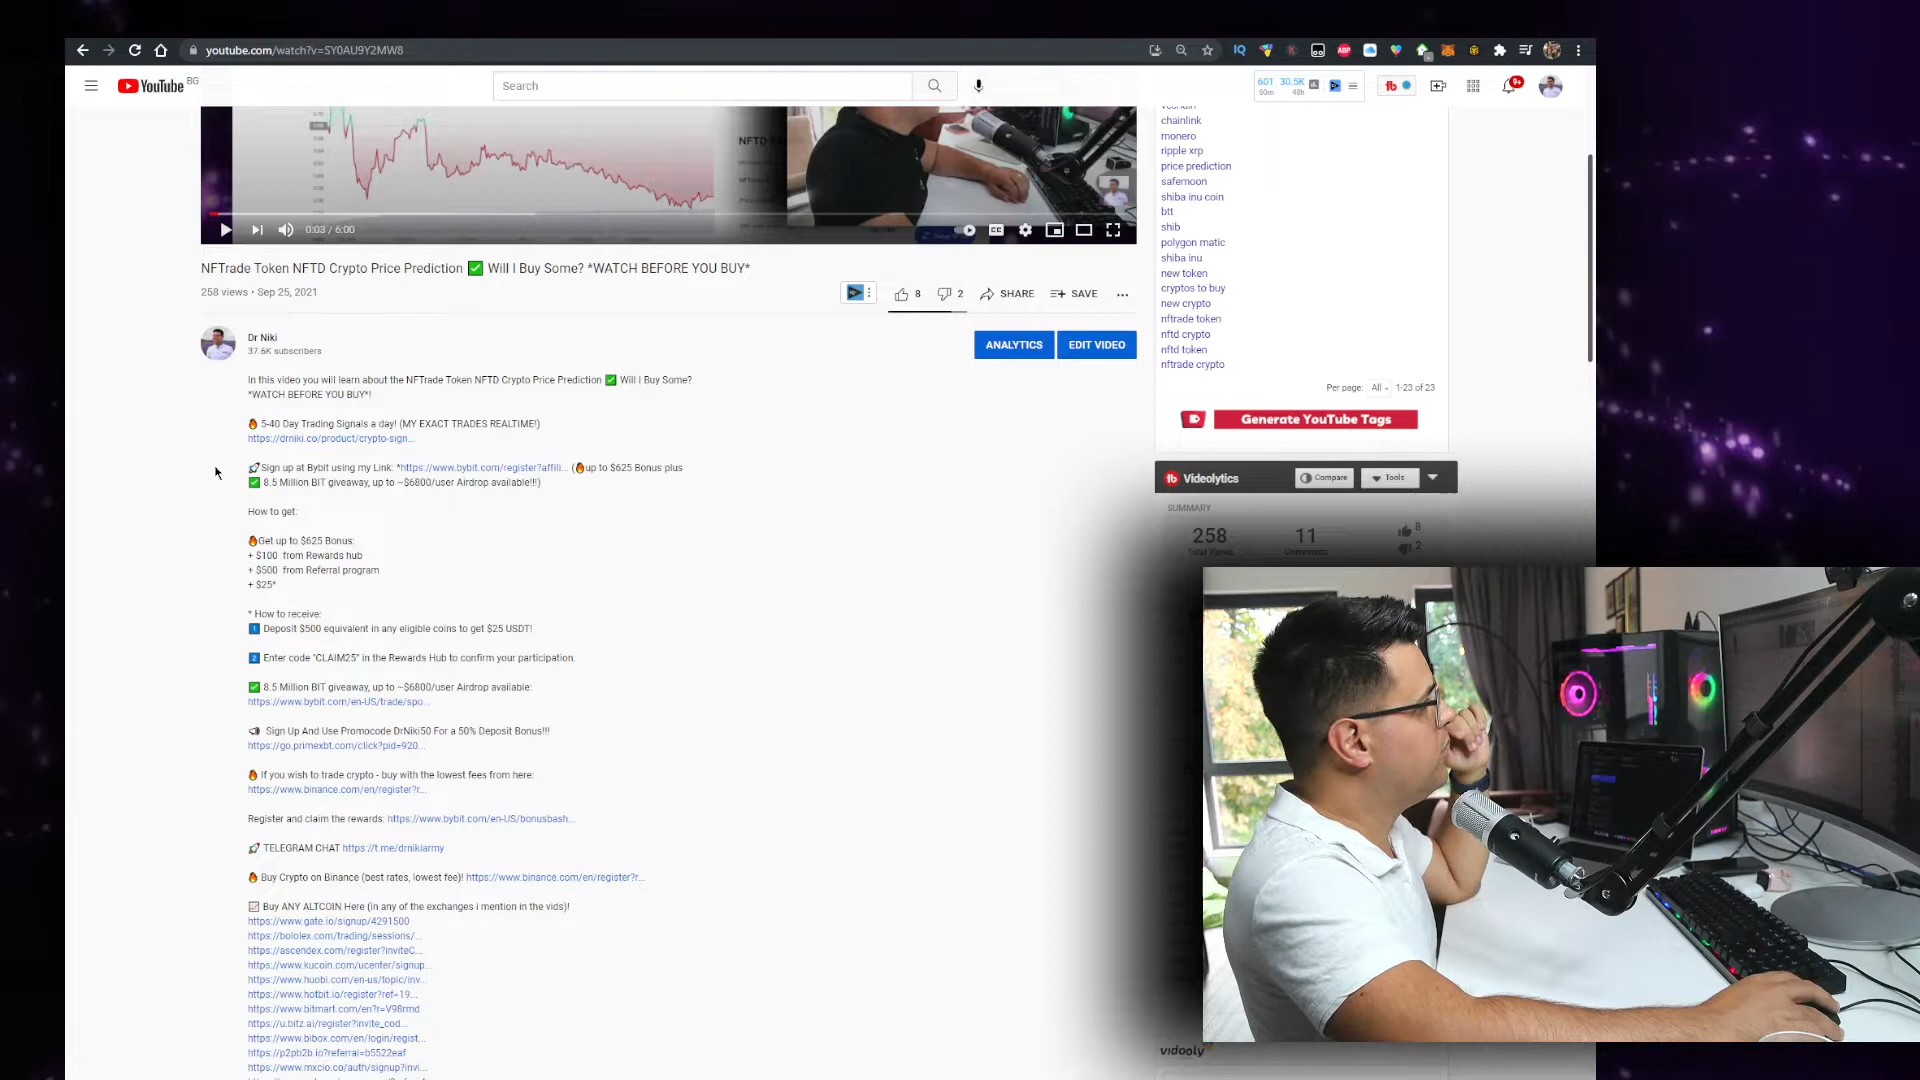 youtube.com/watch?v=SY0AU9Y2MW8
YouTube BG
Search
601 30.5K
60m 48h
9+
chainlink
monero
ripple xrp
price prediction
safemoon
shiba inu coin
btt
shib
polygon matic
shiba inu
new token
cryptos to buy
new crypto
nftrade token
nftd crypto
nftd token
nftrade crypto
Per page: All 1-23 of 23
Generate YouTube Tags
Videolytics
Compare
Tools
SUMMARY
258 11 8
Total Views Comments 2
0:03 / 6:00
NFTrade Token NFTD Crypto Price Prediction ✅ Will I Buy Some? *WATCH BEFORE YOU BUY*
258 views • Sep 25, 2021
8 2 SHARE SAVE ...
Dr Niki
37.6K subscribers
ANALYTICS EDIT VIDEO
In this video you will learn about the NFTrade Token NFTD Crypto Price Prediction ✅ Will I Buy Some?
*WATCH BEFORE YOU BUY*!
🔥 5-40 Day Trading Signals a day! (MY EXACT TRADES REALTIME!)
https://drniki.co/product/crypto-sign...
🚀Sign up at Bybit using my Link: *https://www.bybit.com/register?affili... (🔥up to $625 Bonus plus
✅ 8.5 Million BIT giveaway, up to ~$6800/user Airdrop available!!!)
How to get:
🔥Get up to $625 Bonus:
+ $100 from Rewards hub
+ $500 from Referral program
+ $25*
* How to receive:
1️⃣ Deposit $500 equivalent in any eligible coins to get $25 USDT!
2️⃣ Enter code "CLAIM25" in the Rewards Hub to confirm your participation.
✅ 8.5 Million BIT giveaway, up to ~$6800/user Airdrop available:
https://www.bybit.com/en-US/trade/spo...
📣 Sign Up And Use Promocode DrNiki50 For a 50% Deposit Bonus!!!
https://go.primexbt.com/click?pid=920...
🔥 If you wish to trade crypto - buy with the lowest fees from here:
https://www.binance.com/en/register?r...
Register and claim the rewards: https://www.bybit.com/en-US/bonusbash...
🚀 TELEGRAM CHAT https://t.me/drnikiarmy
🔥 Buy Crypto on Binance (best rates, lowest fee)! https://www.binance.com/en/register?r...
📈 Buy ANY ALTCOIN Here (in any of the exchanges i mention in the vids)!
https://www.gate.io/signup/4291500
https://bololex.com/trading/sessions/...
https://ascendex.com/register?inviteC...
https://www.kucoin.com/ucenter/signup...
https://www.huobi.com/en-us/topic/inv...
https://www.hotbit.io/register?ref=19...
https://www.bitmart.com/en?r=V98rmd
https://u.bitz.ai/register?invite_cod...
https://www.bibox.com/en/login/regist...
https://p2pb2b.io?referral=b5522eaf
https://www.mxcio.co/auth/signup?invi...
vidooly